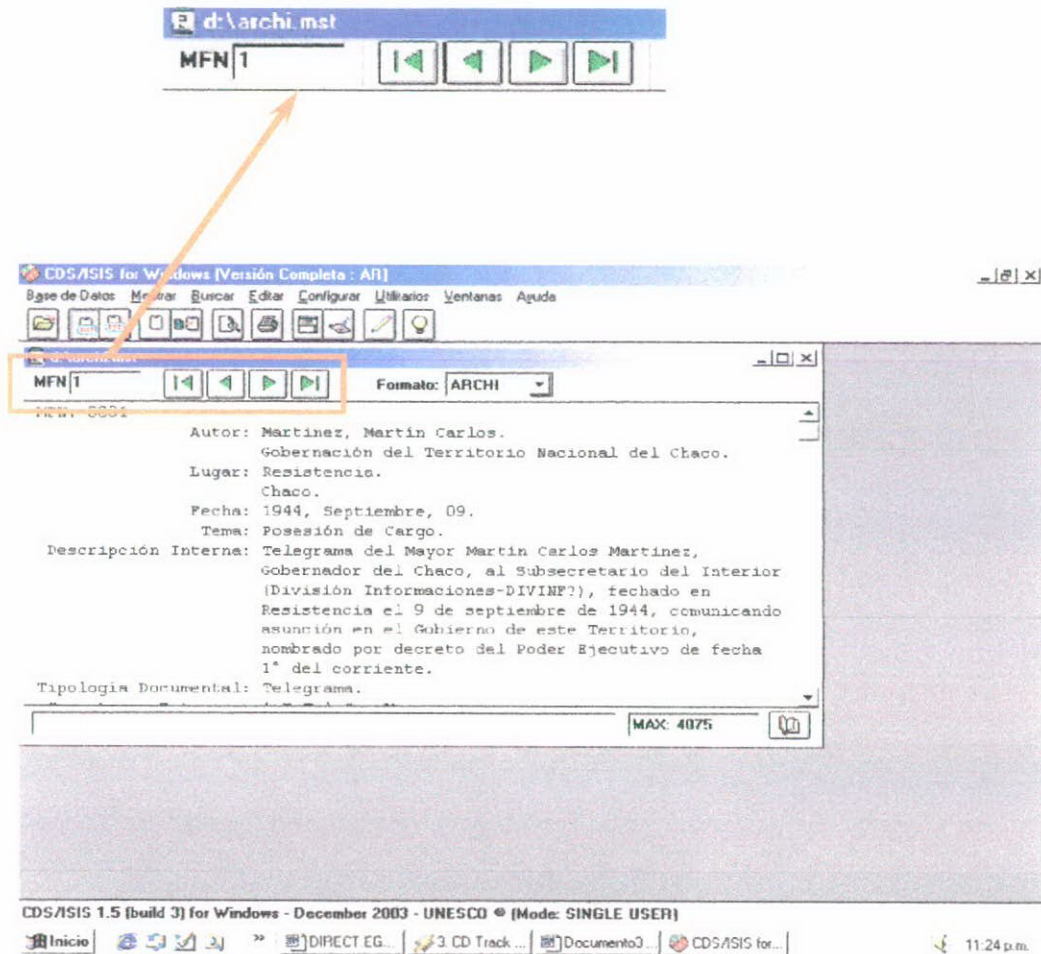 d:\archi.mst
MFN 1
CDS/ISIS for Windows (Versión Completa : AR)
Base de Datos Mostrar Buscar Editar Configurar Utilitarios Ventanas Ayuda
d:\archi.mst
MFN 1 Formato: ARCHI
Autor: Martinez, Martín Carlos.
Gobernación del Territorio Nacional del Chaco.
Lugar: Resistencia.
Chaco.
Fecha: 1944, Septiembre, 09.
Tema: Posesión de Cargo.
Descripción Interna: Telegrama del Mayor Martín Carlos Martínez,
Gobernador del Chaco, al Subsecretario del Interior
(División Informaciones-DIVINF?), fechado en
Resistencia el 9 de septiembre de 1944, comunicando
asunción en el Gobierno de este Territorio,
nombrado por decreto del Poder Ejecutivo de fecha
1° del corriente.
Tipología Documental: Telegrama.
MAX: 4075
CDS/ISIS 1.5 (build 3) for Windows - December 2003 - UNESCO © (Mode: SINGLE USER)
Inicio » DIRECT EG... 3. CD Track ... Documento3... CDS/ISIS for... 11:24 p.m.